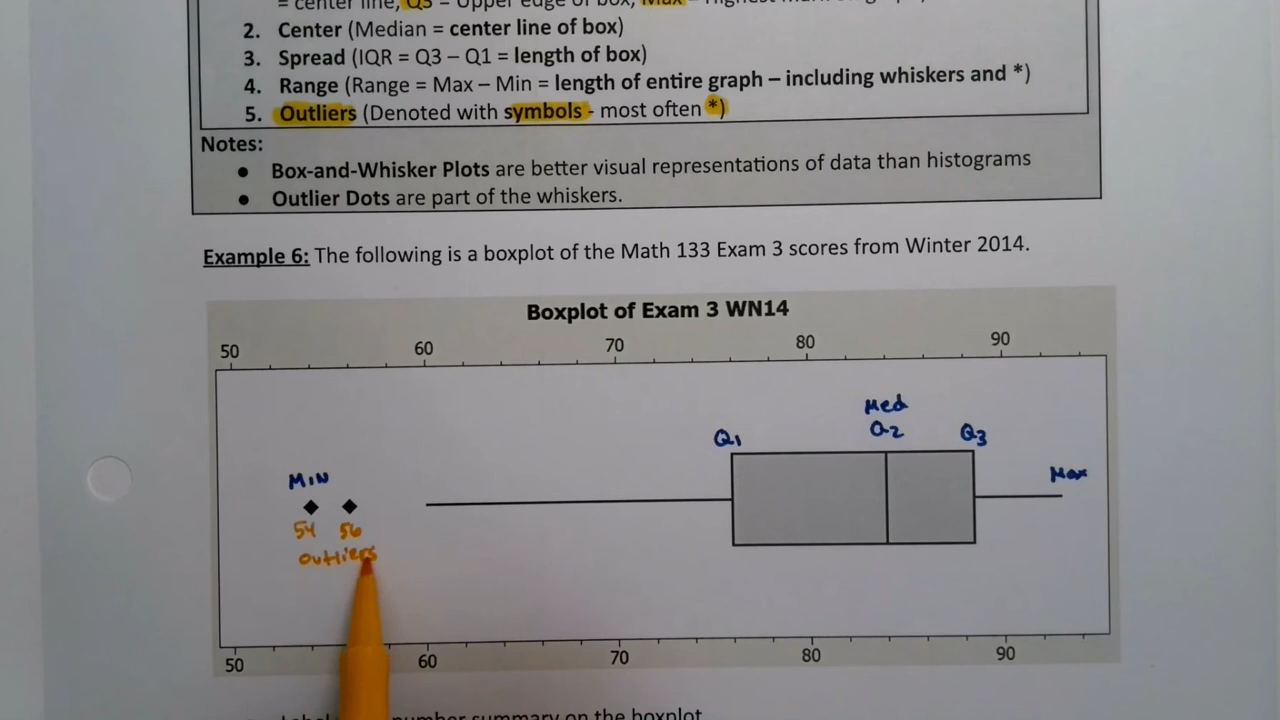 = center line, Q3 = Upper edge of box, Max
2. Center (Median = center line of box)
3. Spread (IQR = Q3 – Q1 = length of box)
4. Range (Range = Max – Min = length of entire graph – including whiskers and *)
5. Outliers (Denoted with symbols - most often *)
Notes:
● Box-and-Whisker Plots are better visual representations of data than histograms
● Outlier Dots are part of the whiskers.
Example 6: The following is a boxplot of the Math 133 Exam 3 scores from Winter 2014.
Boxplot of Exam 3 WN14
50 60 70 80 90
Med
Q1 Q2 Q3
MIN Max
54 56
outliers
50 60 70 80 90
number summary on the boxplot